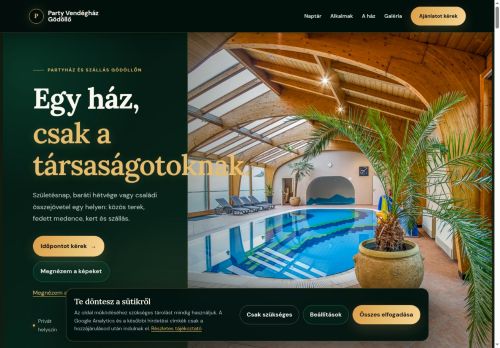 P
Party Vendégház
Gödöllő
Naptár
Alkalmak
A ház
Galéria
Ajánlatot kérek
PARTYHÁZ ÉS SZÁLLÁS GÖDÖLLŐN
Egy ház,
csak a
társaságotoknak.
Születésnap, baráti hétvége vagy családi
összejövetel egy helyen: közös terek,
fedett medence, kert és szállás.
Időpontot kérek →
Megnézem a képeket
Megnézem a
Privát
helyszín
Te döntesz a sütikről
Az oldal működéséhez szükséges tárolást mindig használjuk. A
Google Analytics és a későbbi hirdetési címkék csak a
hozzájárulásod után indulnak el. Részletes tájékoztató
Csak szükséges
Beállítások
Összes elfogadása